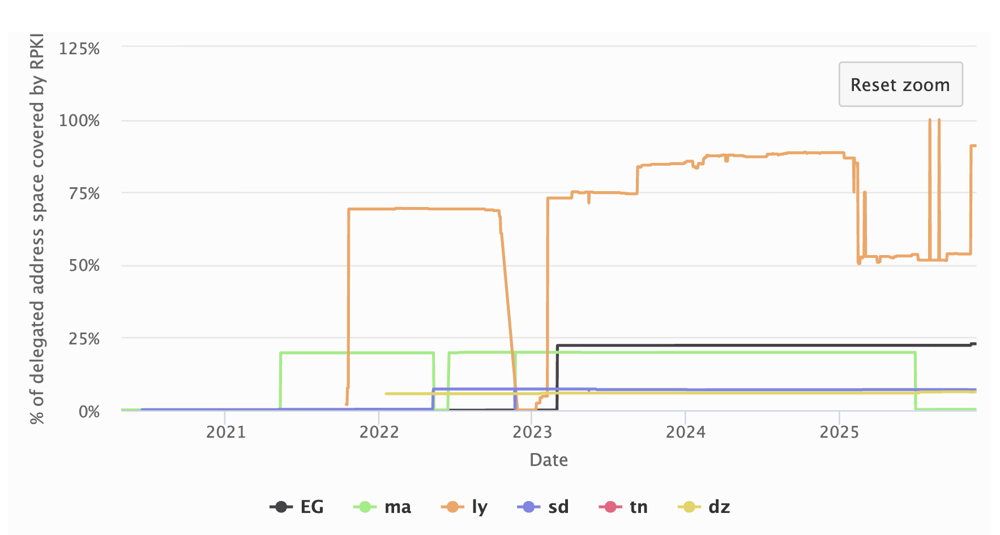 % of delegated address space covered by RPKI
125%
Reset zoom
100%
75%
50%
25%
0%
2021 2022 2023 2024 2025
Date
EG ma ly sd tn dz